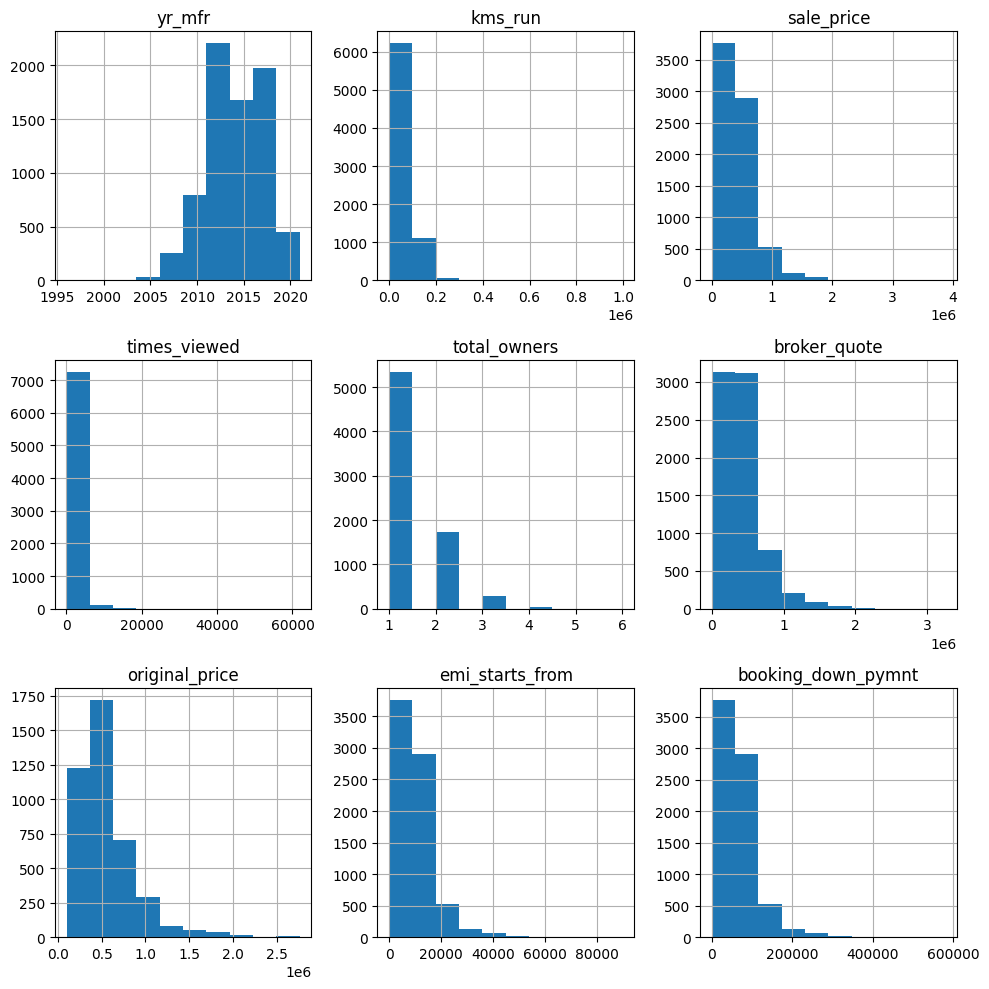 yr_mfr
2000
1500
1000
500
0
1995 2000 2005 2010 2015 2020
kms_run
6000
5000
4000
3000
2000
1000
0
0.0 0.2 0.4 0.6 0.8 1.0
1e6
sale_price
3500
3000
2500
2000
1500
1000
500
0
0 1 2 3 4
1e6
times_viewed
7000
6000
5000
4000
3000
2000
1000
0
0 20000 40000 60000
total_owners
5000
4000
3000
2000
1000
0
1 2 3 4 5 6
broker_quote
3000
2500
2000
1500
1000
500
0
0 1 2 3
1e6
original_price
1750
1500
1250
1000
750
500
250
0
0.0 0.5 1.0 1.5 2.0 2.5
1e6
emi_starts_from
3500
3000
2500
2000
1500
1000
500
0
0 20000 40000 60000 80000
booking_down_pymnt
3500
3000
2500
2000
1500
1000
500
0
0 200000 400000 600000